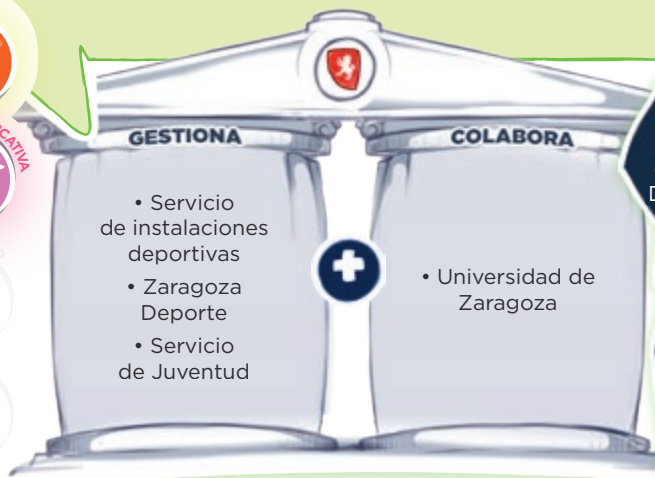 GESTIONA
• Servicio
de instalaciones
deportivas
• Zaragoza
Deporte
• Servicio
de Juventud
COLABORA
• Universidad de
Zaragoza